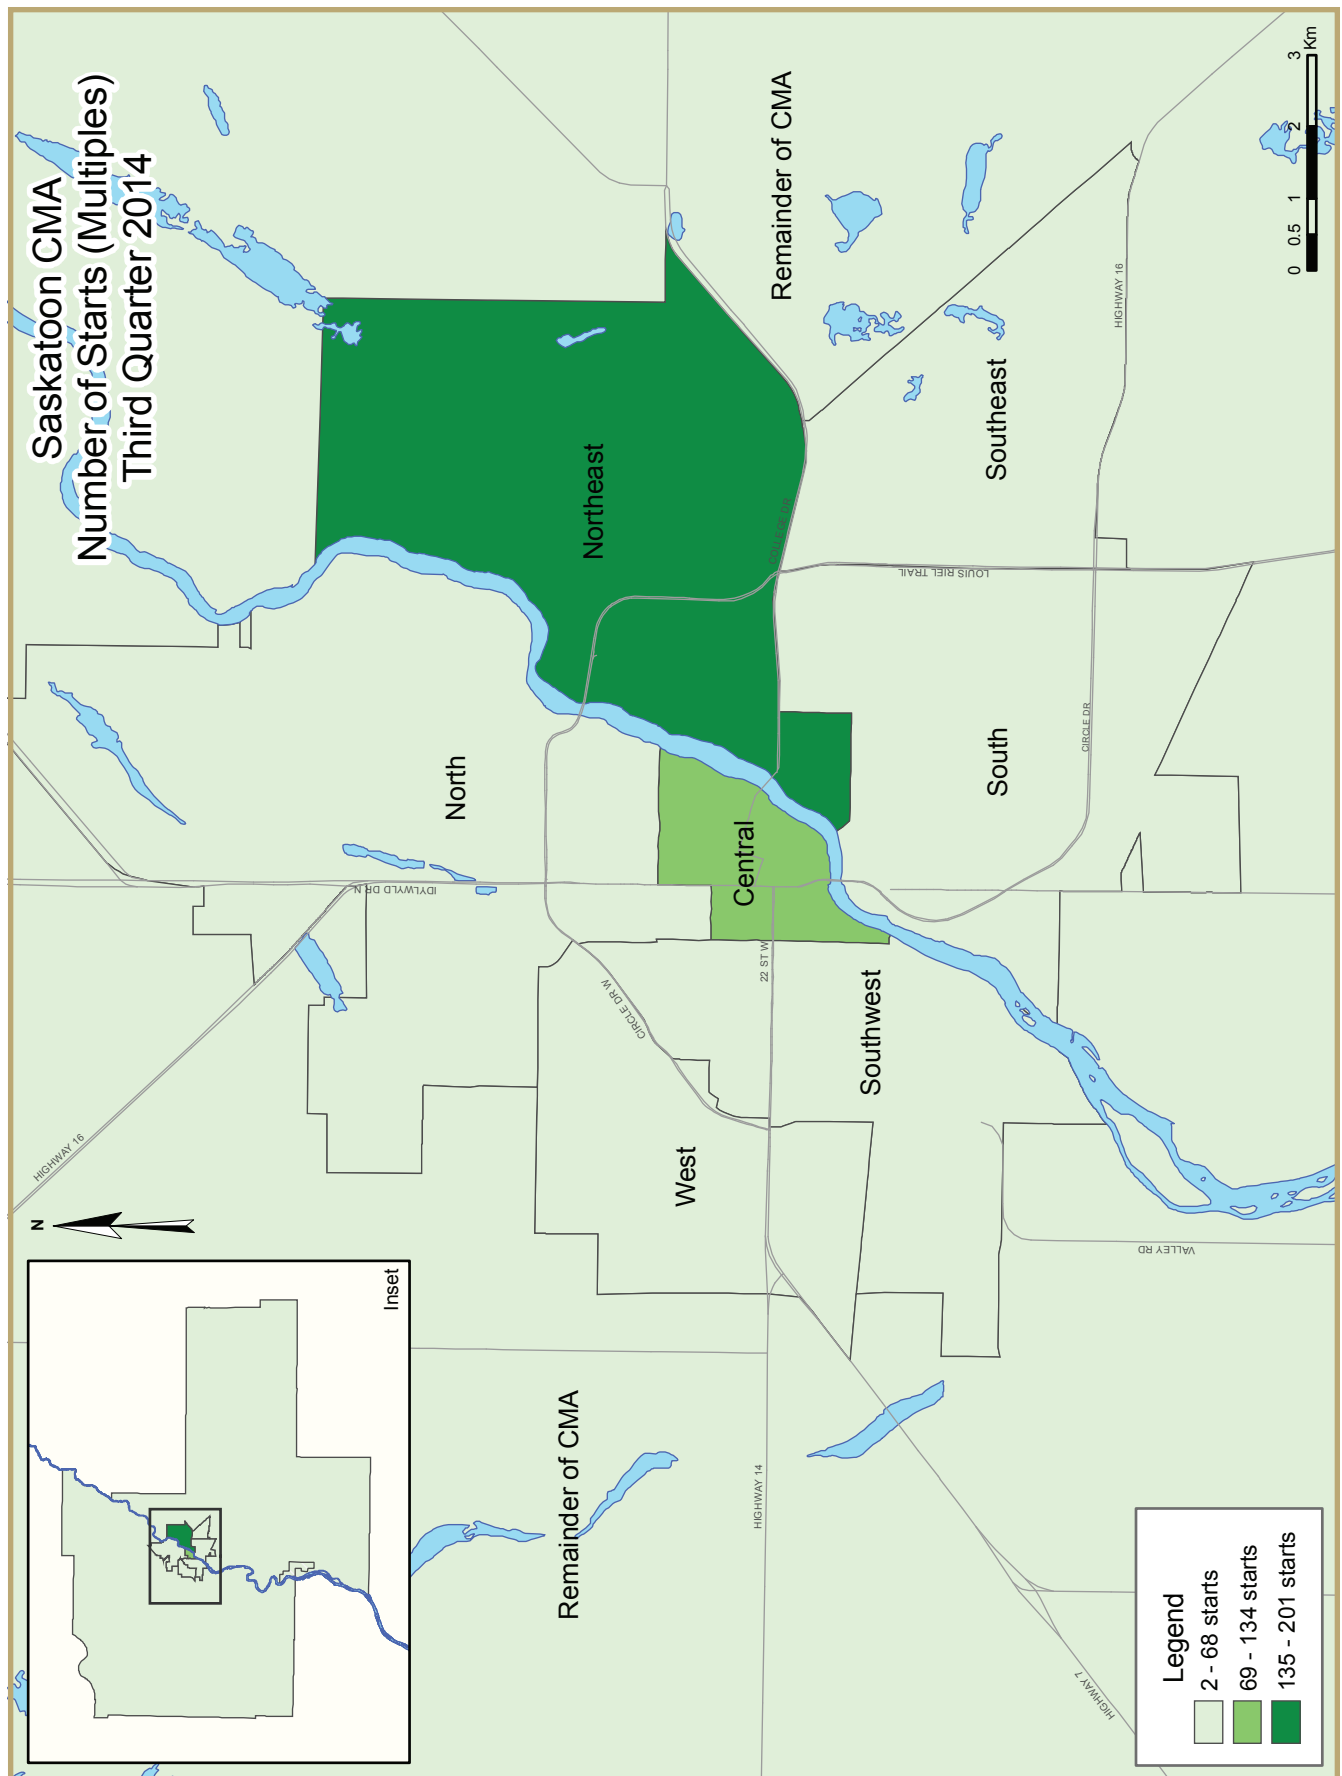 Saskatoon CMA
Number of Starts (Multiples)
Third Quarter 2014
N
Inset
HIGHWAY 16
IDYLWYLD DR N
North
Northeast
Remainder of CMA
CIRCLE DR W
West
Central
22 ST W
COLLEGE DR
Southwest
South
Southeast
LOUIS RIEL TRAIL
CIRCLE DR
HIGHWAY 16
VALLEY RD
Remainder of CMA
HIGHWAY 14
HIGHWAY 7
Legend
2 - 68 starts
69 - 134 starts
135 - 201 starts
0 0.5 1 2 3
Km